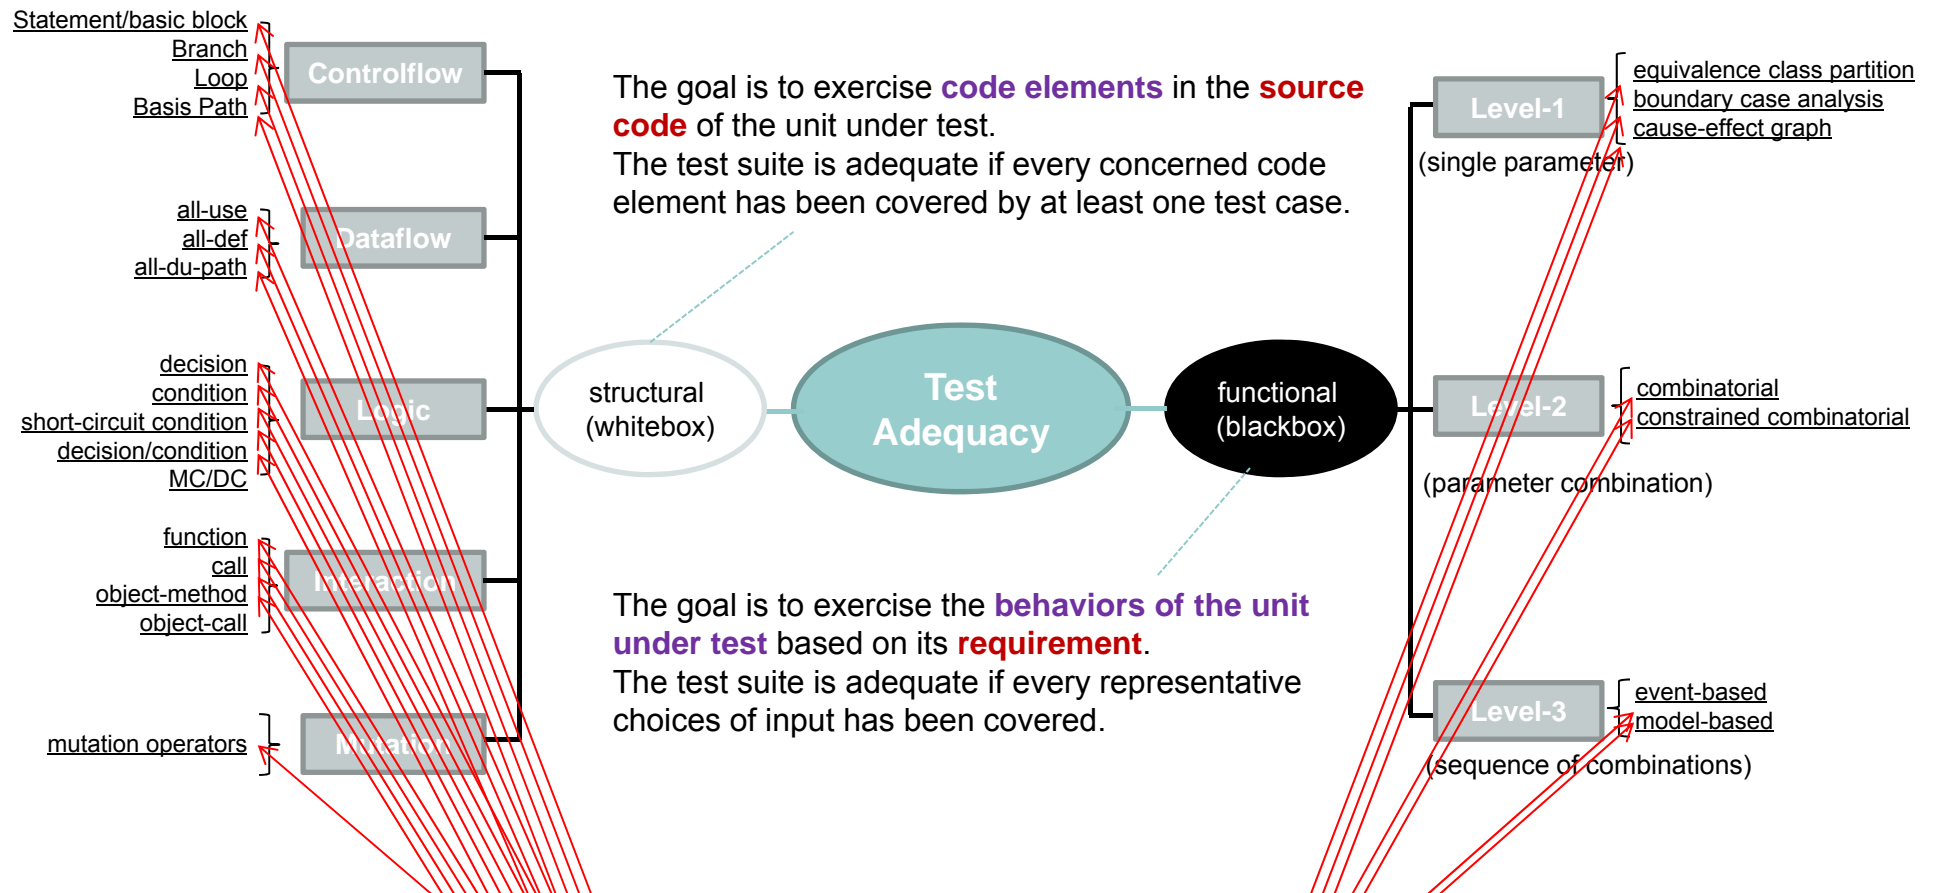 Statement/basic block
Branch
Loop
Basis Path
Controlflow
all-use
all-def
all-du-path
Dataflow
decision
condition
short-circuit condition
decision/condition
MC/DC
Logic
function
call
object-method
object-call
Interaction
mutation operators
Mutation
The goal is to exercise code elements in the source
code of the unit under test.
The test suite is adequate if every concerned code
element has been covered by at least one test case.
structural
(whitebox)
Test
Adequacy
functional
(blackbox)
The goal is to exercise the behaviors of the unit
under test based on its requirement.
The test suite is adequate if every representative
choices of input has been covered.
Level-1
(single parameter)
equivalence class partition
boundary case analysis
cause-effect graph
Level-2
(parameter combination)
combinatorial
constrained combinatorial
Level-3
(sequence of combinations)
event-based
model-based